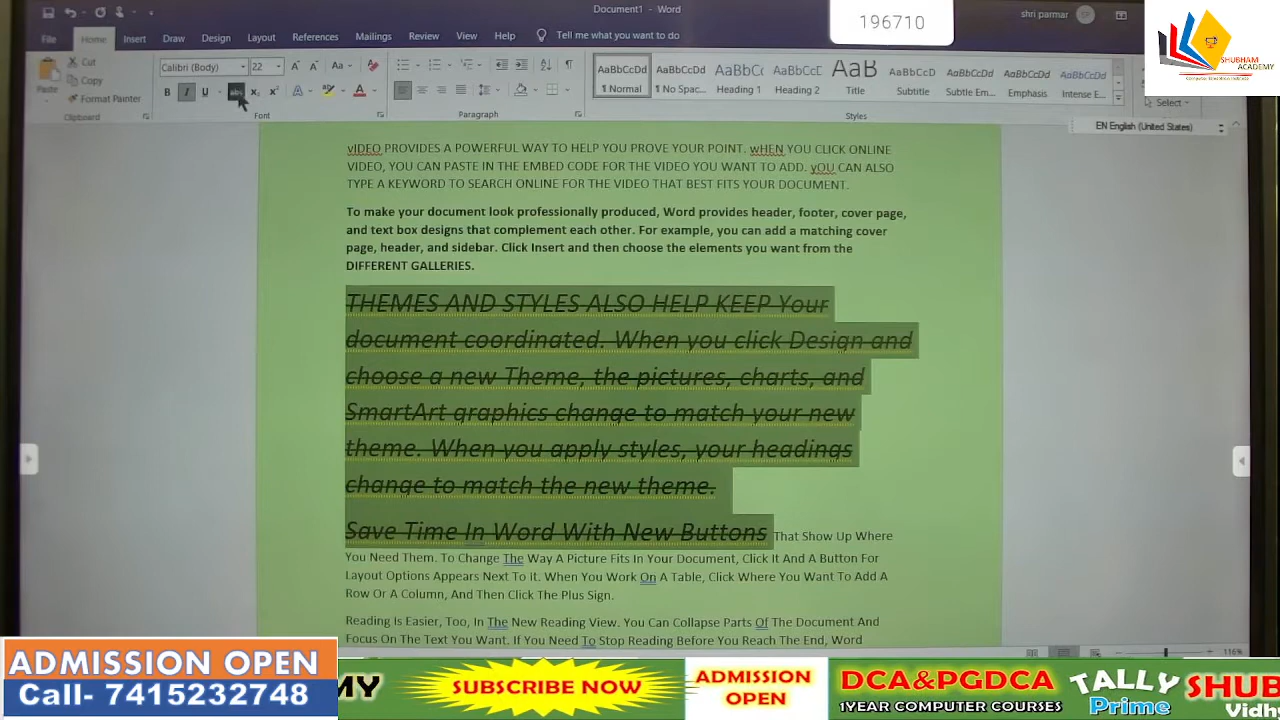 Document1 - Word
shri parmar
196710
SHUBHAM
ACADEMY
File Home Insert Draw Design Layout References Mailings Review View Help Tell me what you want to do
Cut
Copy
Format Painter
Paste
Clipboard
Calibri (Body) 22
Font
Paragraph
AaBbCcDd ¶ Normal
AaBbCcDd ¶ No Spac...
AaBbCc Heading 1
AaBbCcC Heading 2
AaB Title
AaBbCcD Subtitle
AaBbCcDd Subtle Em...
AaBbCcDd Emphasis
AaBbCcDd Intense E...
Styles
Select
EN English (United States)
vIDEO PROVIDES A POWERFUL WAY TO HELP YOU PROVE YOUR POINT. wHEN YOU CLICK ONLINE
VIDEO, YOU CAN PASTE IN THE EMBED CODE FOR THE VIDEO YOU WANT TO ADD. yOU CAN ALSO
TYPE A KEYWORD TO SEARCH ONLINE FOR THE VIDEO THAT BEST FITS YOUR DOCUMENT.
To make your document look professionally produced, Word provides header, footer, cover page,
and text box designs that complement each other. For example, you can add a matching cover
page, header, and sidebar. Click Insert and then choose the elements you want from the
DIFFERENT GALLERIES.
THEMES AND STYLES ALSO HELP KEEP Your
document coordinated. When you click Design and
choose a new Theme, the pictures, charts, and
SmartArt graphics change to match your new
theme. When you apply styles, your headings
change to match the new theme.
Save Time In Word With New Buttons That Show Up Where
You Need Them. To Change The Way A Picture Fits In Your Document, Click It And A Button For
Layout Options Appears Next To It. When You Work On A Table, Click Where You Want To Add A
Row Or A Column, And Then Click The Plus Sign.
Reading Is Easier, Too, In The New Reading View. You Can Collapse Parts Of The Document And
Focus On The Text You Want. If You Need To Stop Reading Before You Reach The End, Word
116%
ADMISSION OPEN
Call- 7415232748
MY
SUBSCRIBE NOW
ADMISSION
OPEN
DCA&PGDCA
1YEAR COMPUTER COURSES
TALLY
Prime
SHUB
Vidh